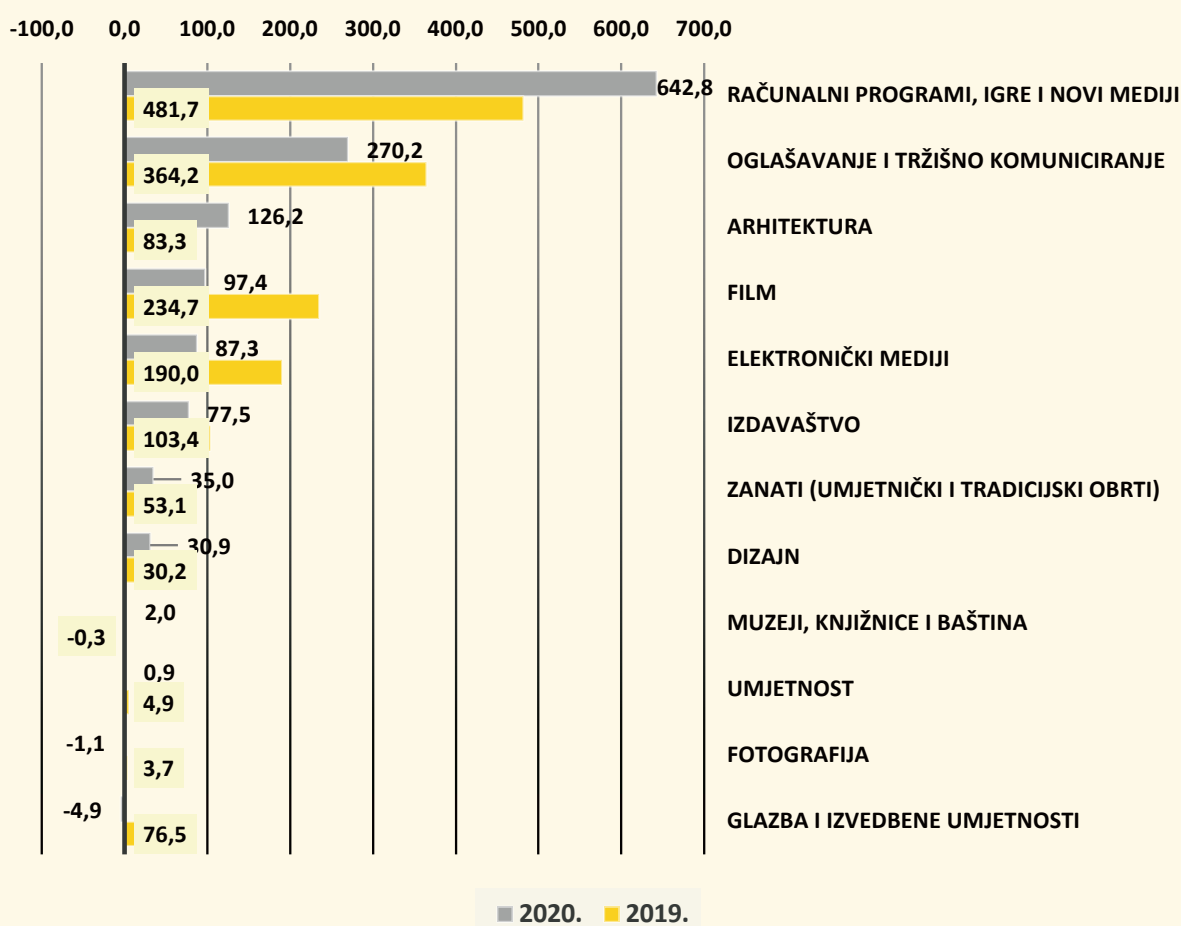 -100,0 0,0 100,0 200,0 300,0 400,0 500,0 600,0 700,0
642,8
481,7
RAČUNALNI PROGRAMI, IGRE I NOVI MEDIJI
270,2
364,2
OGLAŠAVANJE I TRŽIŠNO KOMUNICIRANJE
126,2
83,3
ARHITEKTURA
97,4
234,7
FILM
87,3
190,0
ELEKTRONIČKI MEDIJI
77,5
103,4
IZDAVAŠTVO
35,0
53,1
ZANATI (UMJETNIČKI I TRADICIJSKI OBRTI)
30,9
30,2
DIZAJN
2,0
-0,3
MUZEJI, KNJIŽNICE I BAŠTINA
0,9
4,9
UMJETNOST
-1,1
3,7
FOTOGRAFIJA
-4,9
76,5
GLAZBA I IZVEDBENE UMJETNOSTI
2020. 2019.